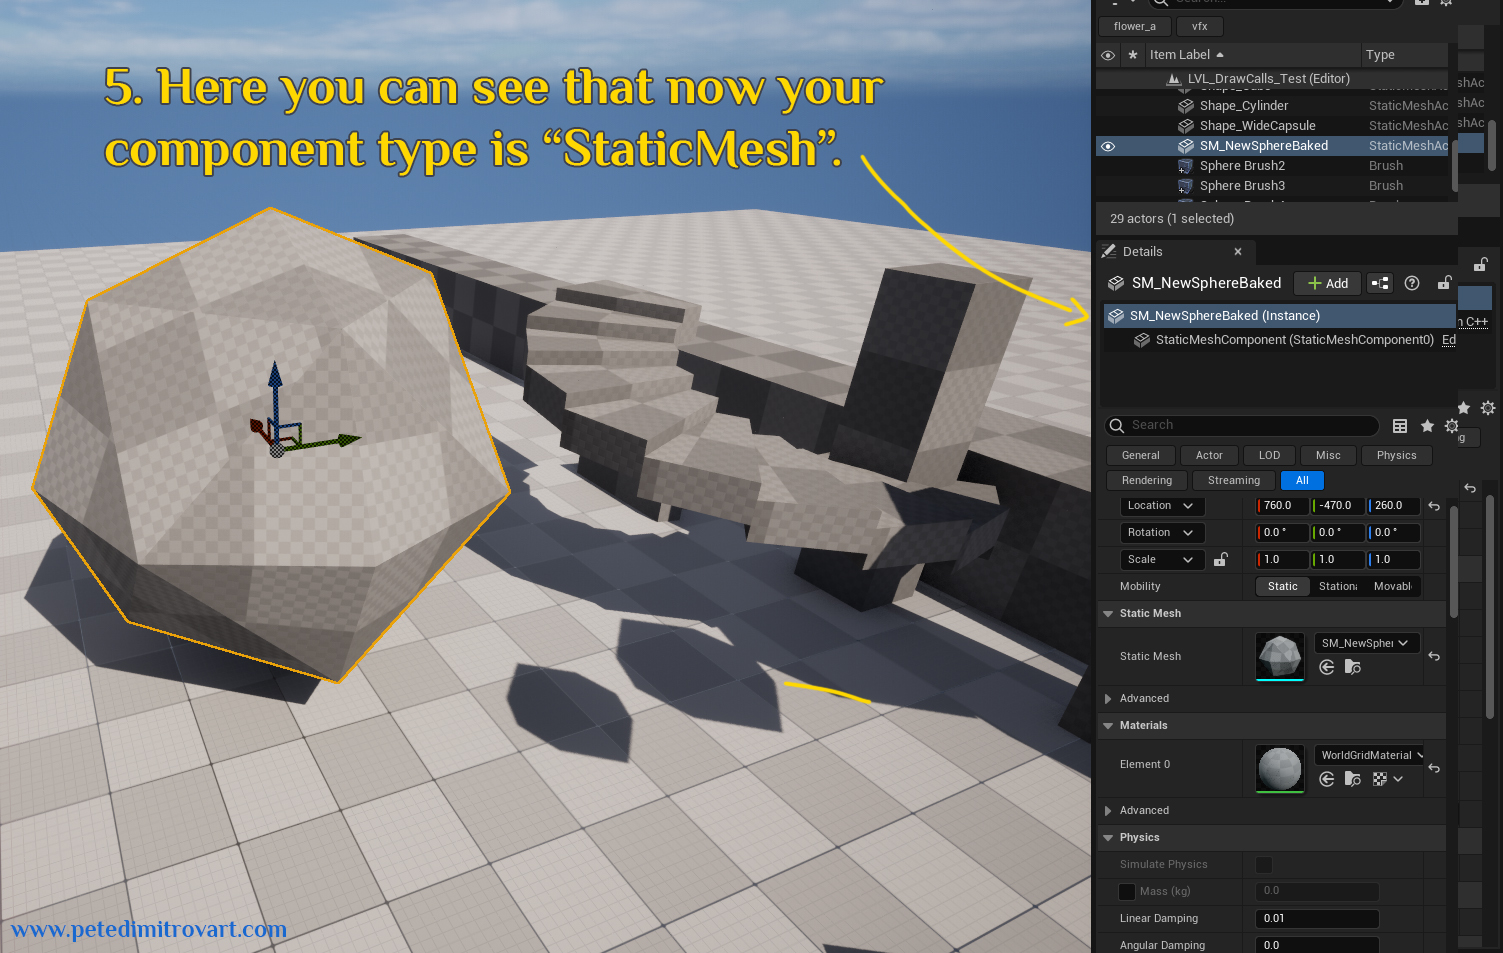 5. Here you can see that now your
component type is “StaticMesh”.
www.petedimitrovart.com
flower_a vfx
Item Label Type
LVL_DrawCalls_Test (Editor)
Shape_Cylinder StaticMeshAc
Shape_WideCapsule StaticMeshAc
SM_NewSphereBaked StaticMeshAc
Sphere Brush2 Brush
Sphere Brush3 Brush
29 actors (1 selected)
Details
SM_NewSphereBaked + Add
SM_NewSphereBaked (Instance)
StaticMeshComponent (StaticMeshComponent0) Ed
n C++
Search
General Actor LOD Misc Physics
Rendering Streaming All
Location 760.0 -470.0 260.0
Rotation 0.0 ° 0.0 ° 0.0 °
Scale 1.0 1.0 1.0
Mobility Static Station Movabl
Static Mesh
Static Mesh SM_NewSpher
Advanced
Materials
Element 0 WorldGridMaterial
Advanced
Physics
Simulate Physics
Mass (kg) 0.0
Linear Damping 0.01
Angular Damping 0.0